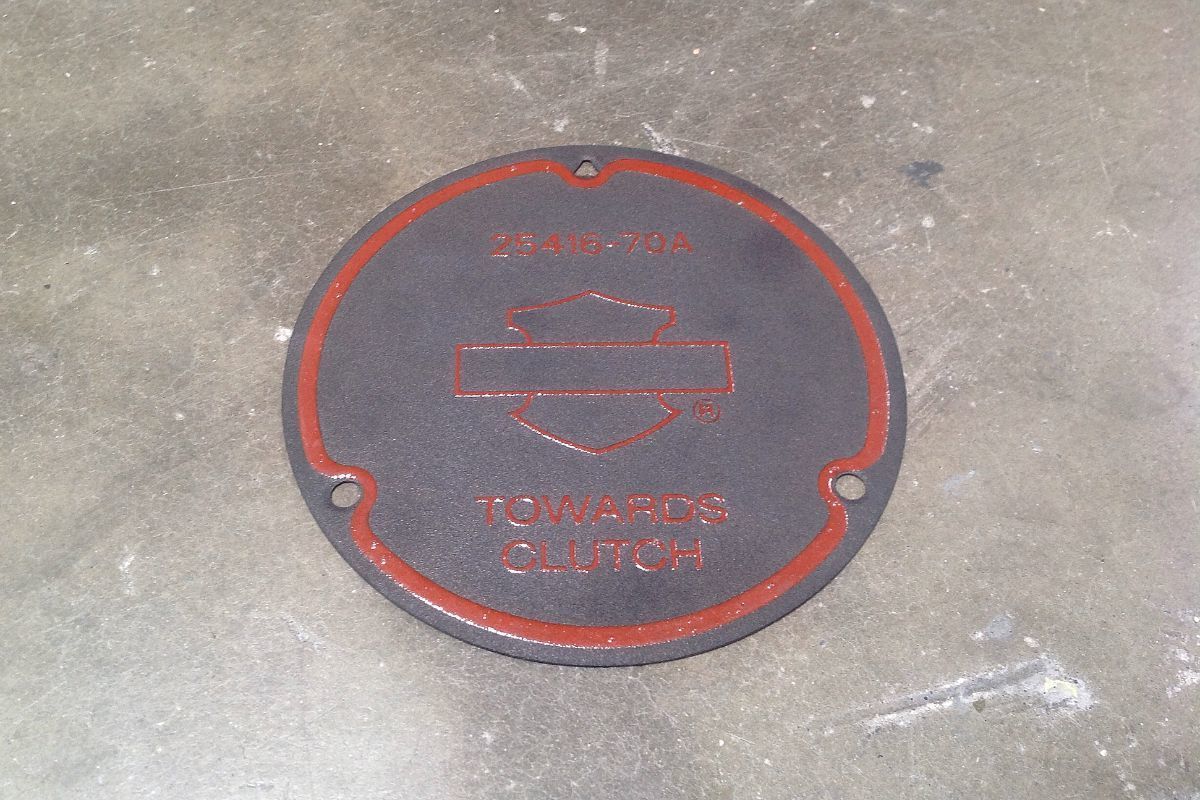 25416-70A
®
TOWARDS
CLUTCH